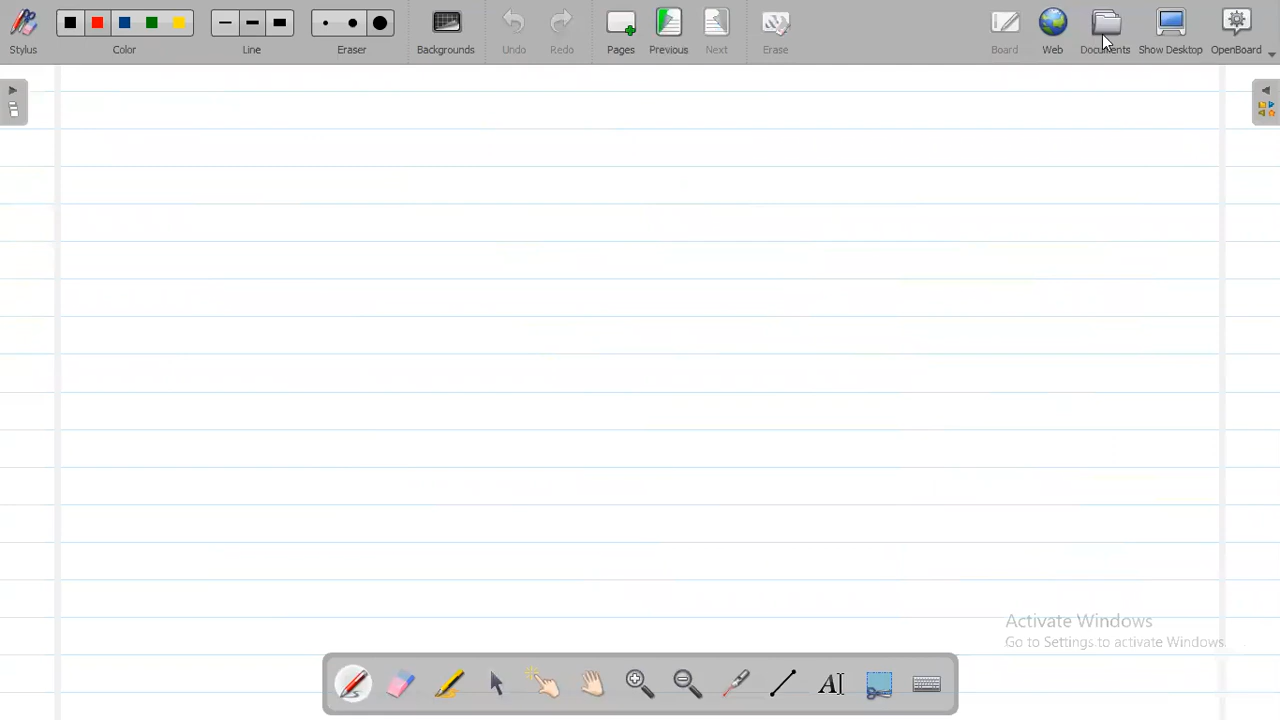 Stylus Color Line Eraser Backgrounds Undo Redo Pages Previous Next Erase Board Web Documents Show Desktop OpenBoard
Activate Windows
Go to Settings to activate Windows.
AI